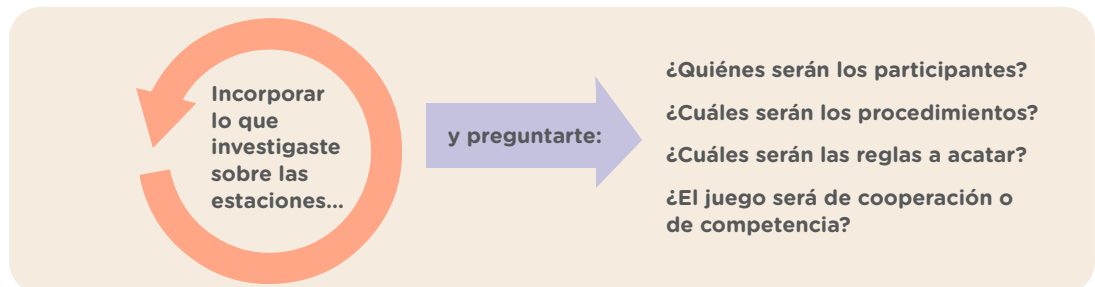 Incorporar
lo que
investigaste
sobre las
estaciones...
y preguntarte:
¿Quiénes serán los participantes?
¿Cuáles serán los procedimientos?
¿Cuáles serán las reglas a acatar?
¿El juego será de cooperación o
de competencia?